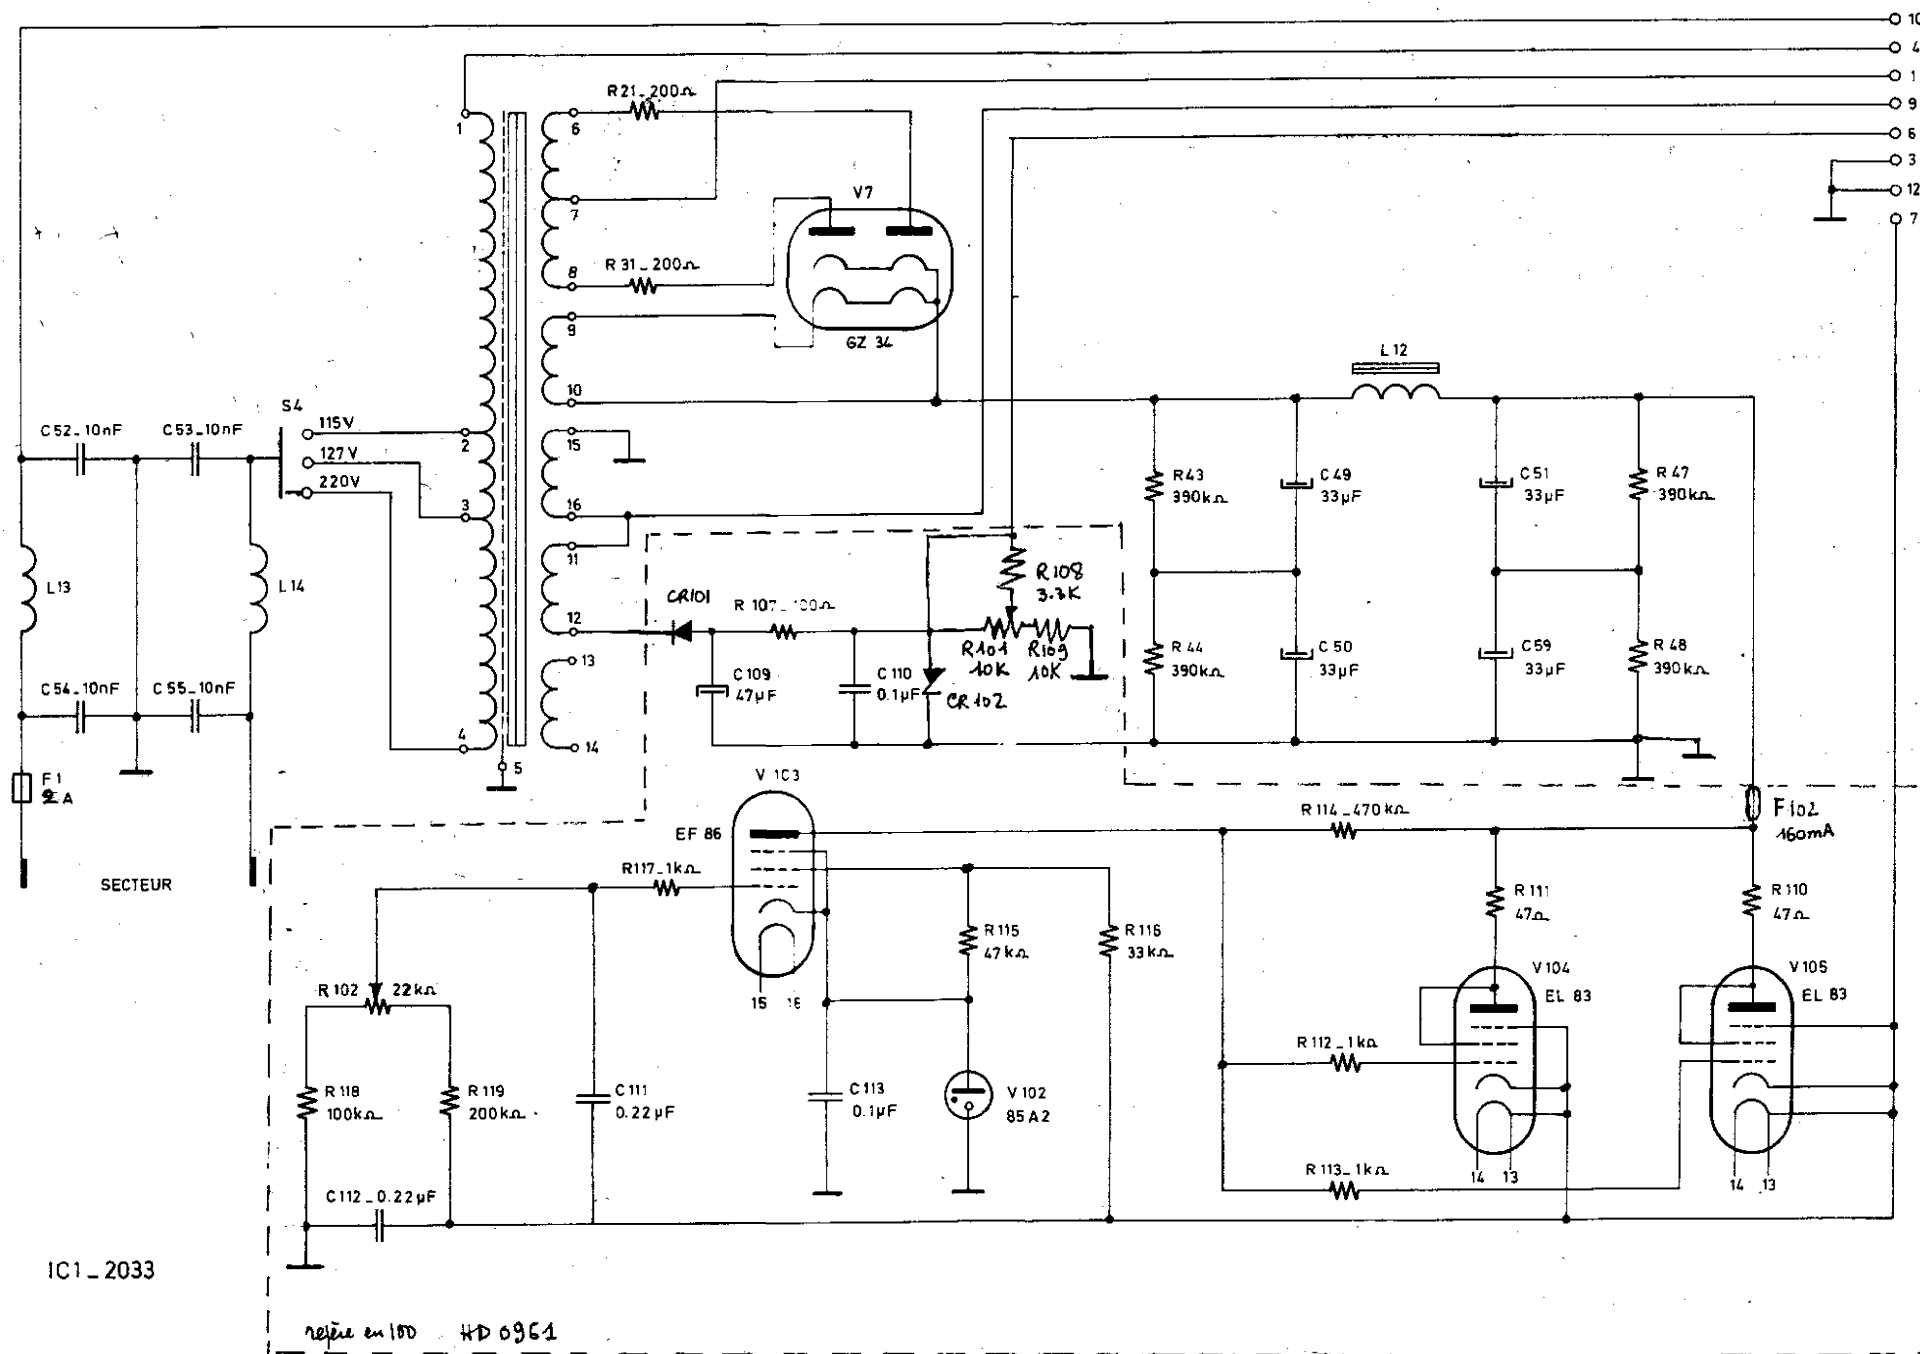 10
4
1
R21_200Ω
9
1
6
6
3
V7
12
7
7
R31_200Ω
8
9
GZ 34
L12
10
S4
C52_10nF
C53_10nF
115V
2
15
127V
R43
390kΩ
C49
33µF
C51
33µF
R47
390kΩ
220V
3
16
11
L13
L14
CR101
R108
3.3K
R 107_
12
R101
10K
R109
10K
R44
390kΩ
C50
33µF
C59
33µF
R48
390kΩ
13
C54_10nF
C55_10nF
C109
47µF
C110
0.1µF
CR102
4
14
5
F1
2A
V 103
R114_470kΩ
F102
160mA
EF 86
R117_1kΩ
SECTEUR
R111
47Ω
R110
47Ω
R115
47kΩ
R116
33kΩ
V104
EL 83
V105
EL 83
R102
22kΩ
15
16
R112_1kΩ
R118
100kΩ
R119
200kΩ
C111
0.22µF
C113
0.1µF
V102
85A2
R113_1kΩ
14
13
14
13
C112_0.22µF
IC1_2033
repère en 100
HD 0961